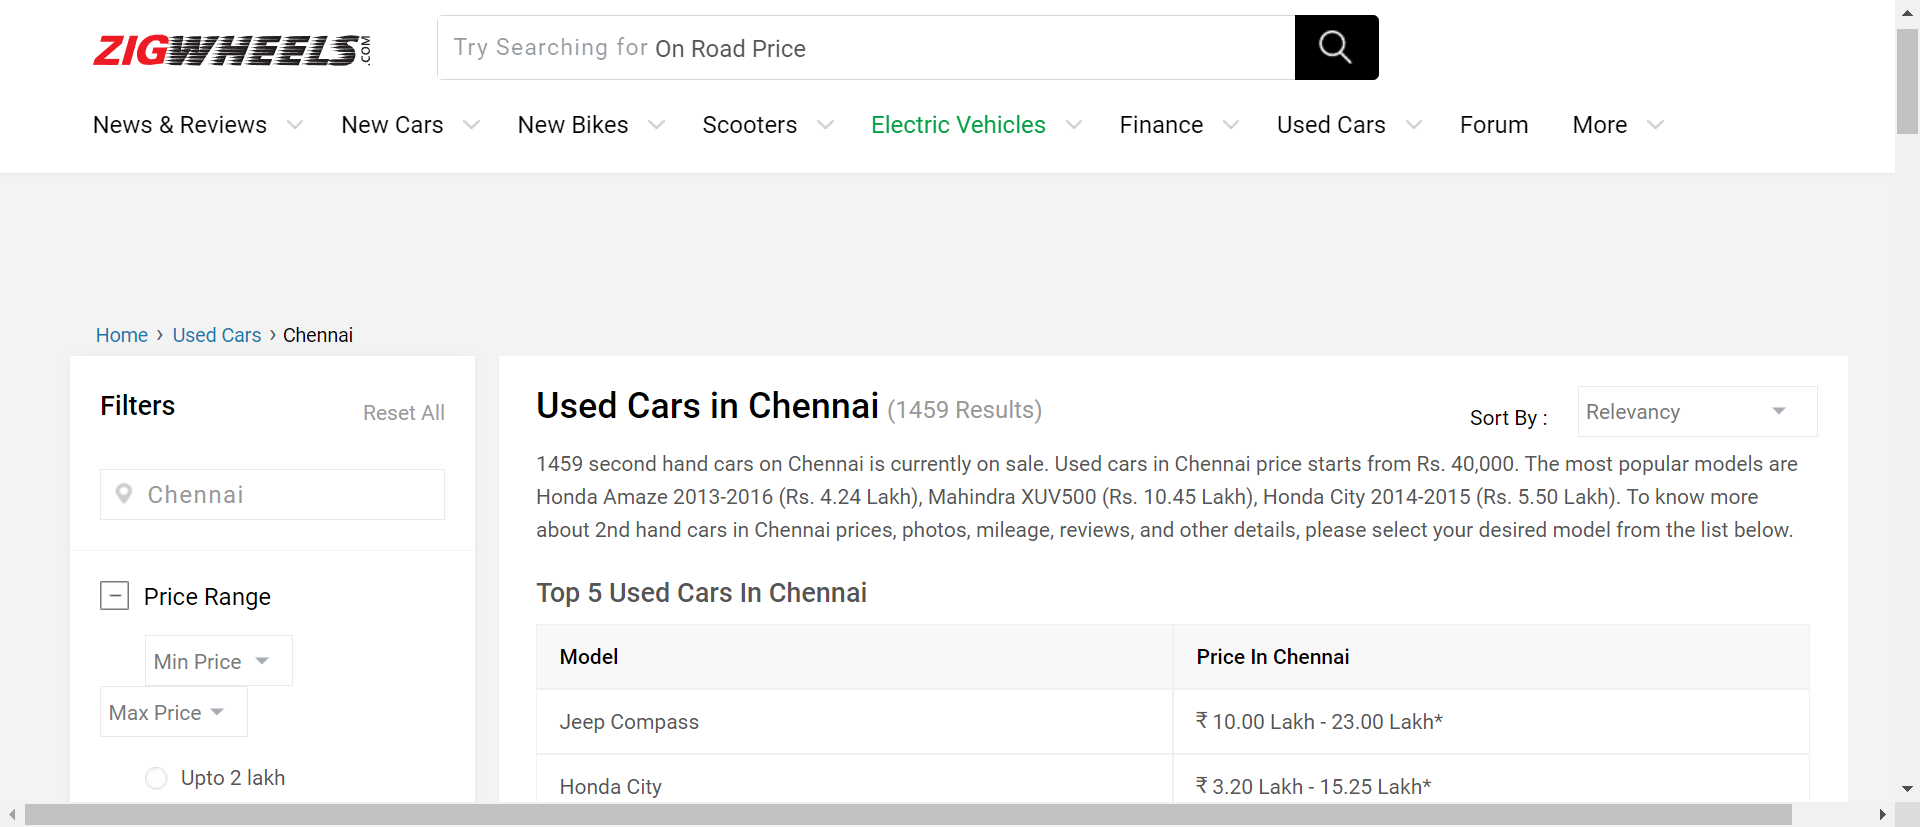 ZIGWHEELS.COM
Try Searching for On Road Price
News & Reviews New Cars New Bikes Scooters Electric Vehicles Finance Used Cars Forum More
Home › Used Cars › Chennai
Filters
Reset All
Chennai
Price Range
Min Price
Max Price
Upto 2 lakh
Used Cars in Chennai (1459 Results)
Sort By : Relevancy
1459 second hand cars on Chennai is currently on sale. Used cars in Chennai price starts from Rs. 40,000. The most popular models are
Honda Amaze 2013-2016 (Rs. 4.24 Lakh), Mahindra XUV500 (Rs. 10.45 Lakh), Honda City 2014-2015 (Rs. 5.50 Lakh). To know more
about 2nd hand cars in Chennai prices, photos, mileage, reviews, and other details, please select your desired model from the list below.
Top 5 Used Cars In Chennai
Model Price In Chennai
Jeep Compass ₹ 10.00 Lakh - 23.00 Lakh*
Honda City ₹ 3.20 Lakh - 15.25 Lakh*